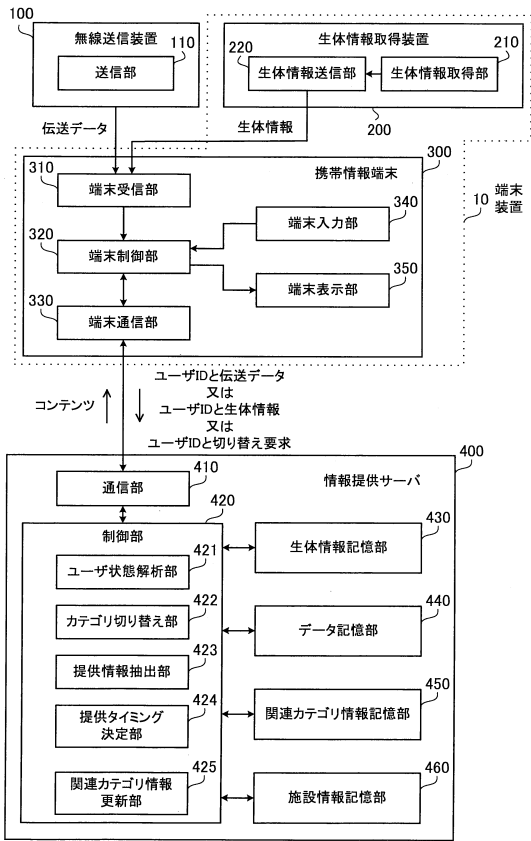 100
無線送信装置
110
送信部
生体情報取得装置
220
210
生体情報送信部
生体情報取得部
200
伝送データ
生体情報
300
携帯情報端末
310
端末受信部
320
端末制御部
330
端末通信部
340
端末入力部
350
端末表示部
10
端末
装置
コンテンツ
ユーザIDと伝送データ
又は
ユーザIDと生体情報
又は
ユーザIDと切り替え要求
400
情報提供サーバ
410
通信部
420
制御部
421
ユーザ状態解析部
422
カテゴリ切り替え部
423
提供情報抽出部
424
提供タイミング
決定部
425
関連カテゴリ情報
更新部
430
生体情報記憶部
440
データ記憶部
450
関連カテゴリ情報記憶部
460
施設情報記憶部